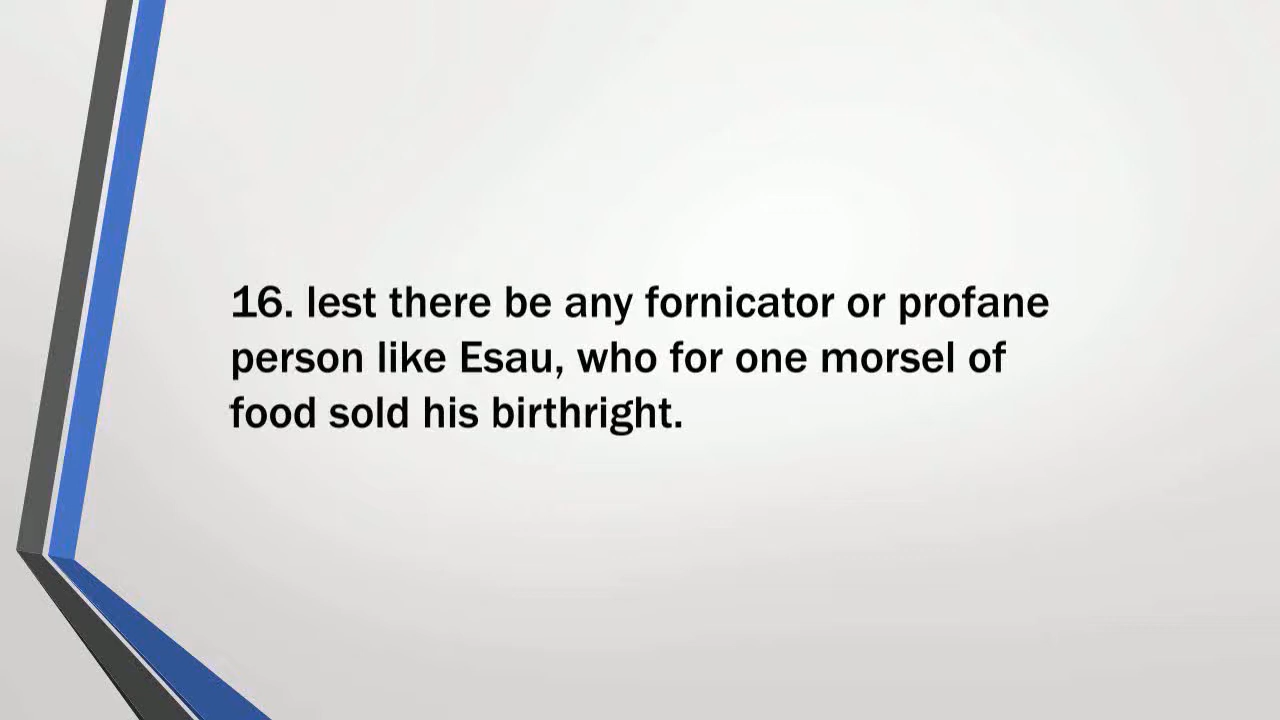 16. lest there be any fornicator or profane
person like Esau, who for one morsel of
food sold his birthright.